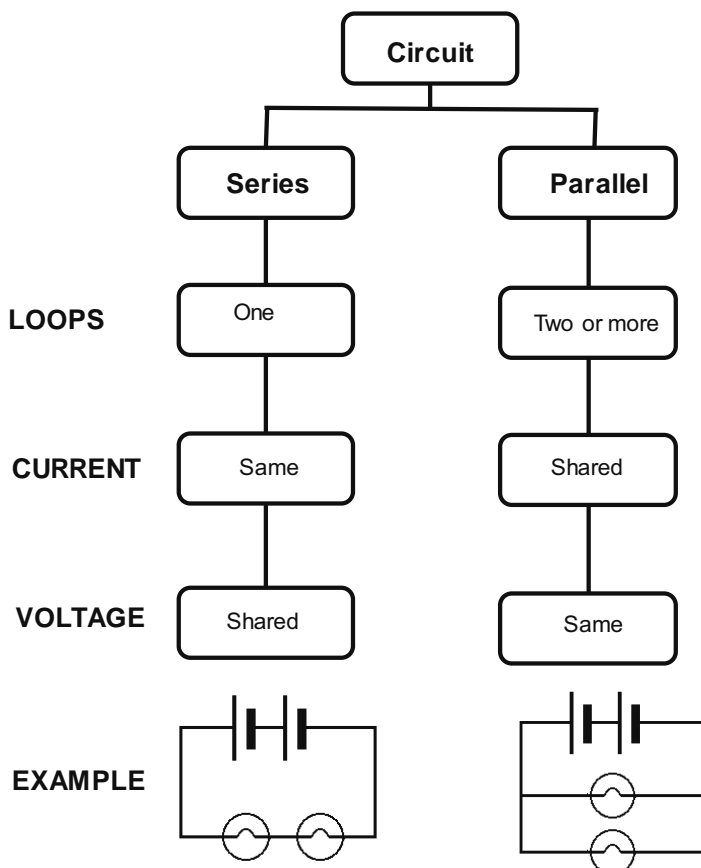 Circuit
Series Parallel
LOOPS One Two or more
CURRENT Same Shared
VOLTAGE Shared Same
EXAMPLE